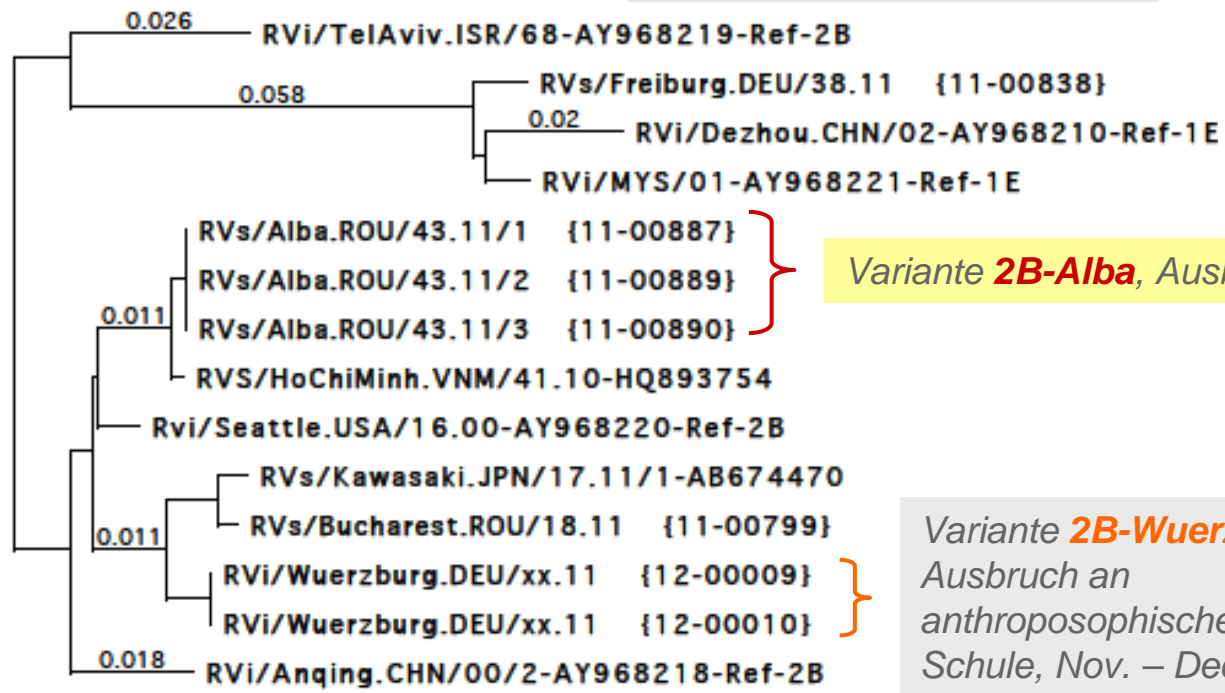 0.026
RVi/TelAviv.ISR/68-AY968219-Ref-2B
RVs/Freiburg.DEU/38.11 {11-00838}
0.058
0.02
RVi/Dezhou.CHN/02-AY968210-Ref-1E
RVi/MYS/01-AY968221-Ref-1E
RVs/Alba.ROU/43.11/1 {11-00887}
RVs/Alba.ROU/43.11/2 {11-00889}
Variante 2B-Alba,
0.011
RVs/Alba.ROU/43.11/3 {11-00890}
RVS/HoChiMinh.VNM/41.10-HQ893754
Rvi/Seattle.USA/16.00-AY968220-Ref-2B
RVs/Kawasaki.JPN/17.11/1-AB674470
0.011
RVs/Bucharest.ROU/18.11 {11-00799}
RVi/Wuerzburg.DEU/xx.11 {12-00009}
RVi/Wuerzburg.DEU/xx.11 {12-00010}
Variante
Ausbruch an
Schule, Nov. –
0.018
RVi/Anqing.CHN/00/2-AY968218-Ref-2B